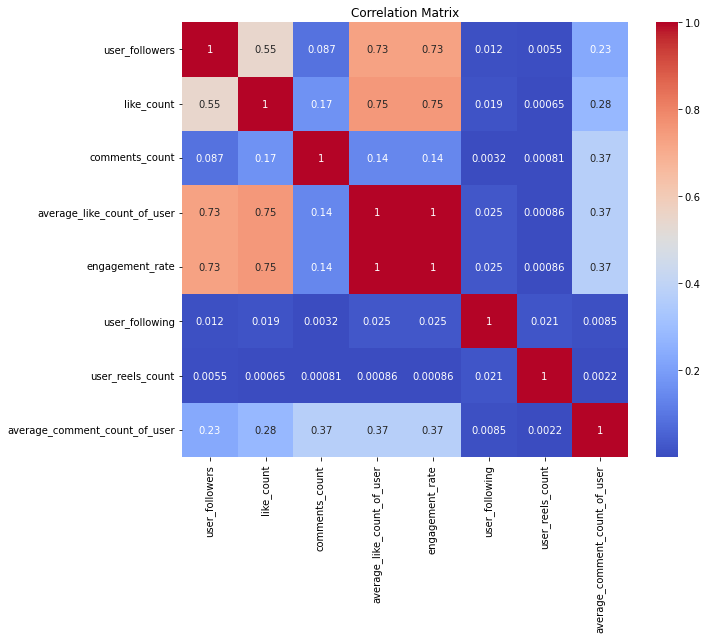 Correlation Matrix
user_followers 1 0.55 0.087 0.73 0.73 0.012 0.0055 0.23
like_count 0.55 1 0.17 0.75 0.75 0.019 0.00065 0.28
comments_count 0.087 0.17 1 0.14 0.14 0.0032 0.00081 0.37
average_like_count_of_user 0.73 0.75 0.14 1 1 0.025 0.00086 0.37
engagement_rate 0.73 0.75 0.14 1 1 0.025 0.00086 0.37
user_following 0.012 0.019 0.0032 0.025 0.025 1 0.021 0.0085
user_reels_count 0.0055 0.00065 0.00081 0.00086 0.00086 0.021 1 0.0022
average_comment_count_of_user 0.23 0.28 0.37 0.37 0.37 0.0085 0.0022 1
user_followers
like_count
comments_count
average_like_count_of_user
engagement_rate
user_following
user_reels_count
average_comment_count_of_user
1.0
0.8
0.6
0.4
0.2